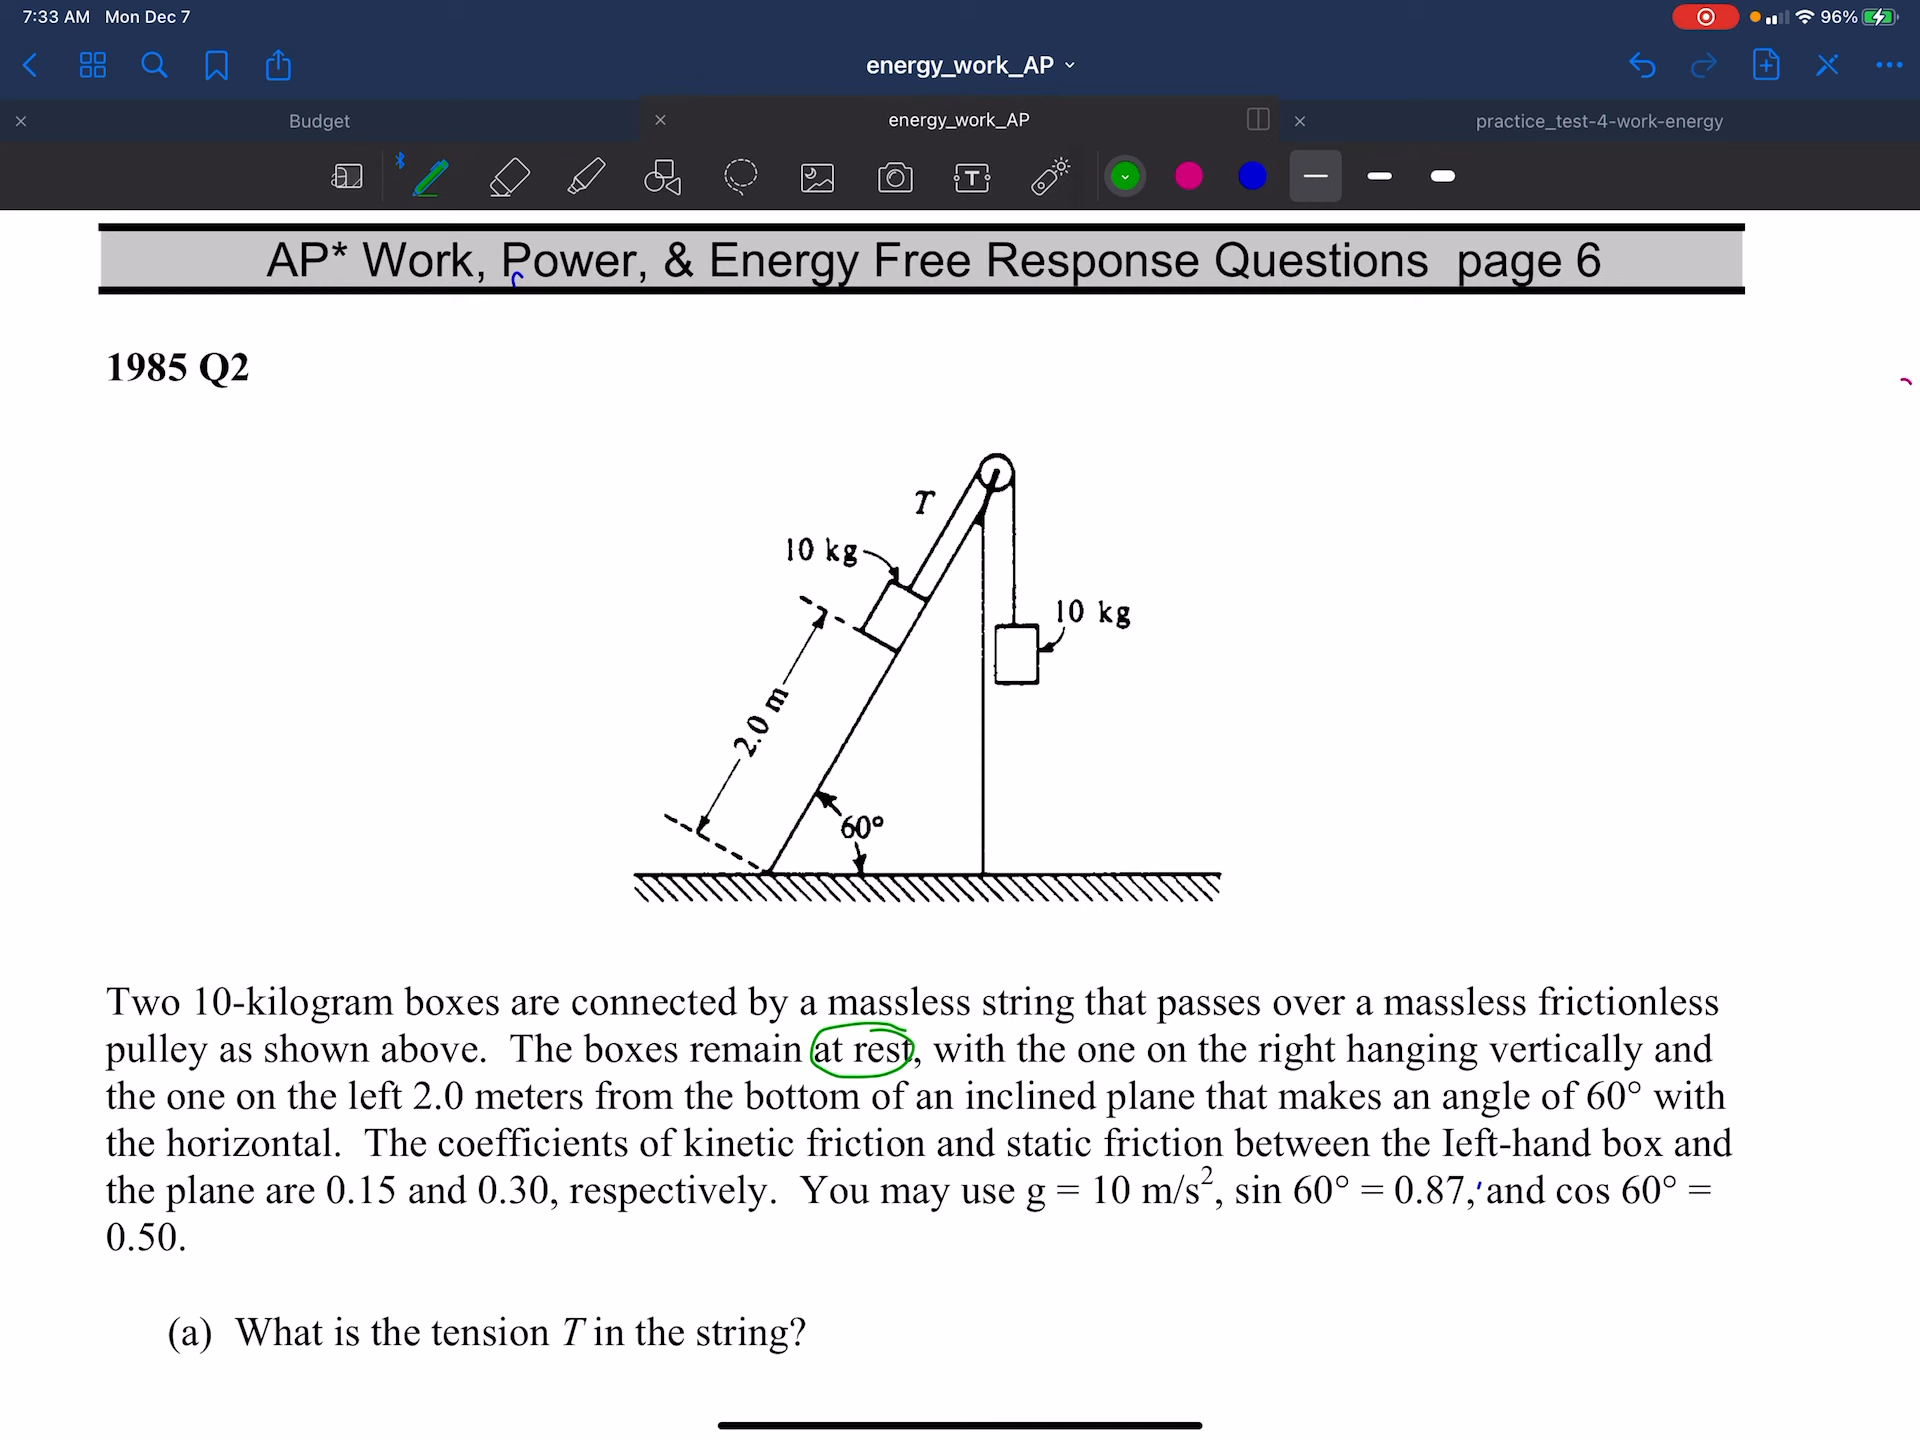 7:33 AM Mon Dec 7
96%
energy_work_AP
Budget
energy_work_AP
practice_test-4-work-energy
T
AP* Work, Power, & Energy Free Response Questions page 6
1985 Q2
T
10 kg
10 kg
2.0 m
60°
Two 10-kilogram boxes are connected by a massless string that passes over a massless frictionless
pulley as shown above. The boxes remain at rest, with the one on the right hanging vertically and
the one on the left 2.0 meters from the bottom of an inclined plane that makes an angle of 60° with
the horizontal. The coefficients of kinetic friction and static friction between the Ieft-hand box and
the plane are 0.15 and 0.30, respectively. You may use g = 10 m/s², sin 60° = 0.87, and cos 60° =
0.50.
(a) What is the tension T in the string?